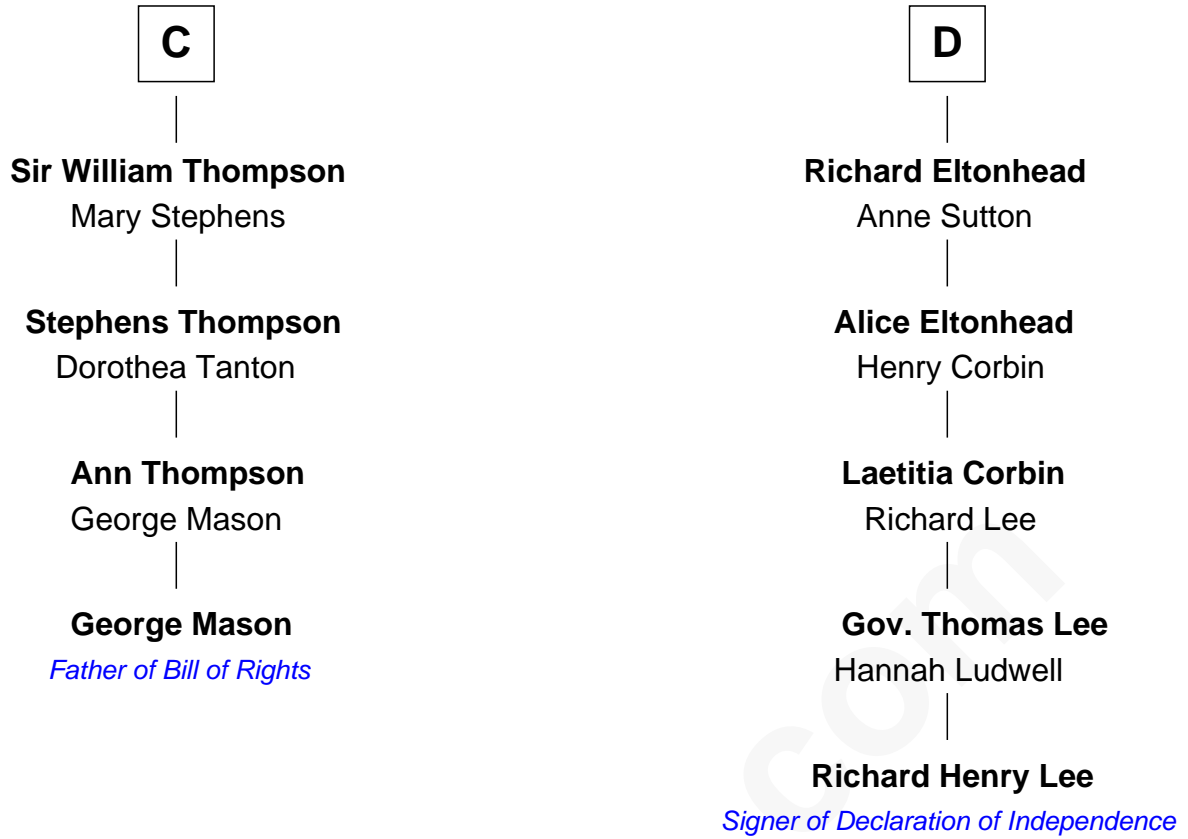 C
Sir William Thompson
Mary Stephens
Stephens Thompson
Dorothea Tanton
Ann Thompson
George Mason
George Mason
Father of Bill of Rights
D
Richard Eltonhead
Anne Sutton
Alice Eltonhead
Henry Corbin
Laetitia Corbin
Richard Lee
Gov. Thomas Lee
Hannah Ludwell
Richard Henry Lee
Signer of Declaration of Independence
com